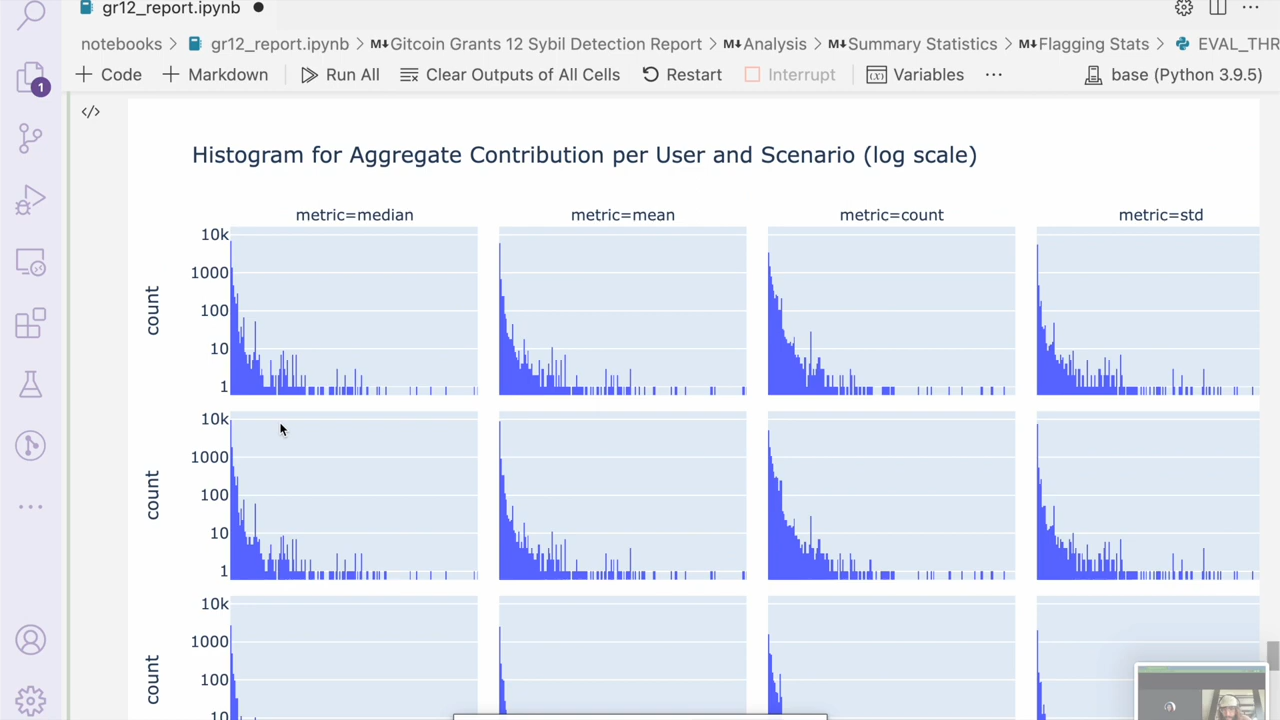 gr12_report.ipynb
notebooks > gr12_report.ipynb > M↓Gitcoin Grants 12 Sybil Detection Report > M↓Analysis > M↓Summary Statistics > M↓Flagging Stats > EVAL_THR
+ Code + Markdown Run All Clear Outputs of All Cells Restart Interrupt Variables ... base (Python 3.9.5)
1
Histogram for Aggregate Contribution per User and Scenario (log scale)
metric=median metric=mean metric=count metric=std
10k
1000
100
10
1
count
10k
1000
100
10
1
count
10k
1000
100
10
count